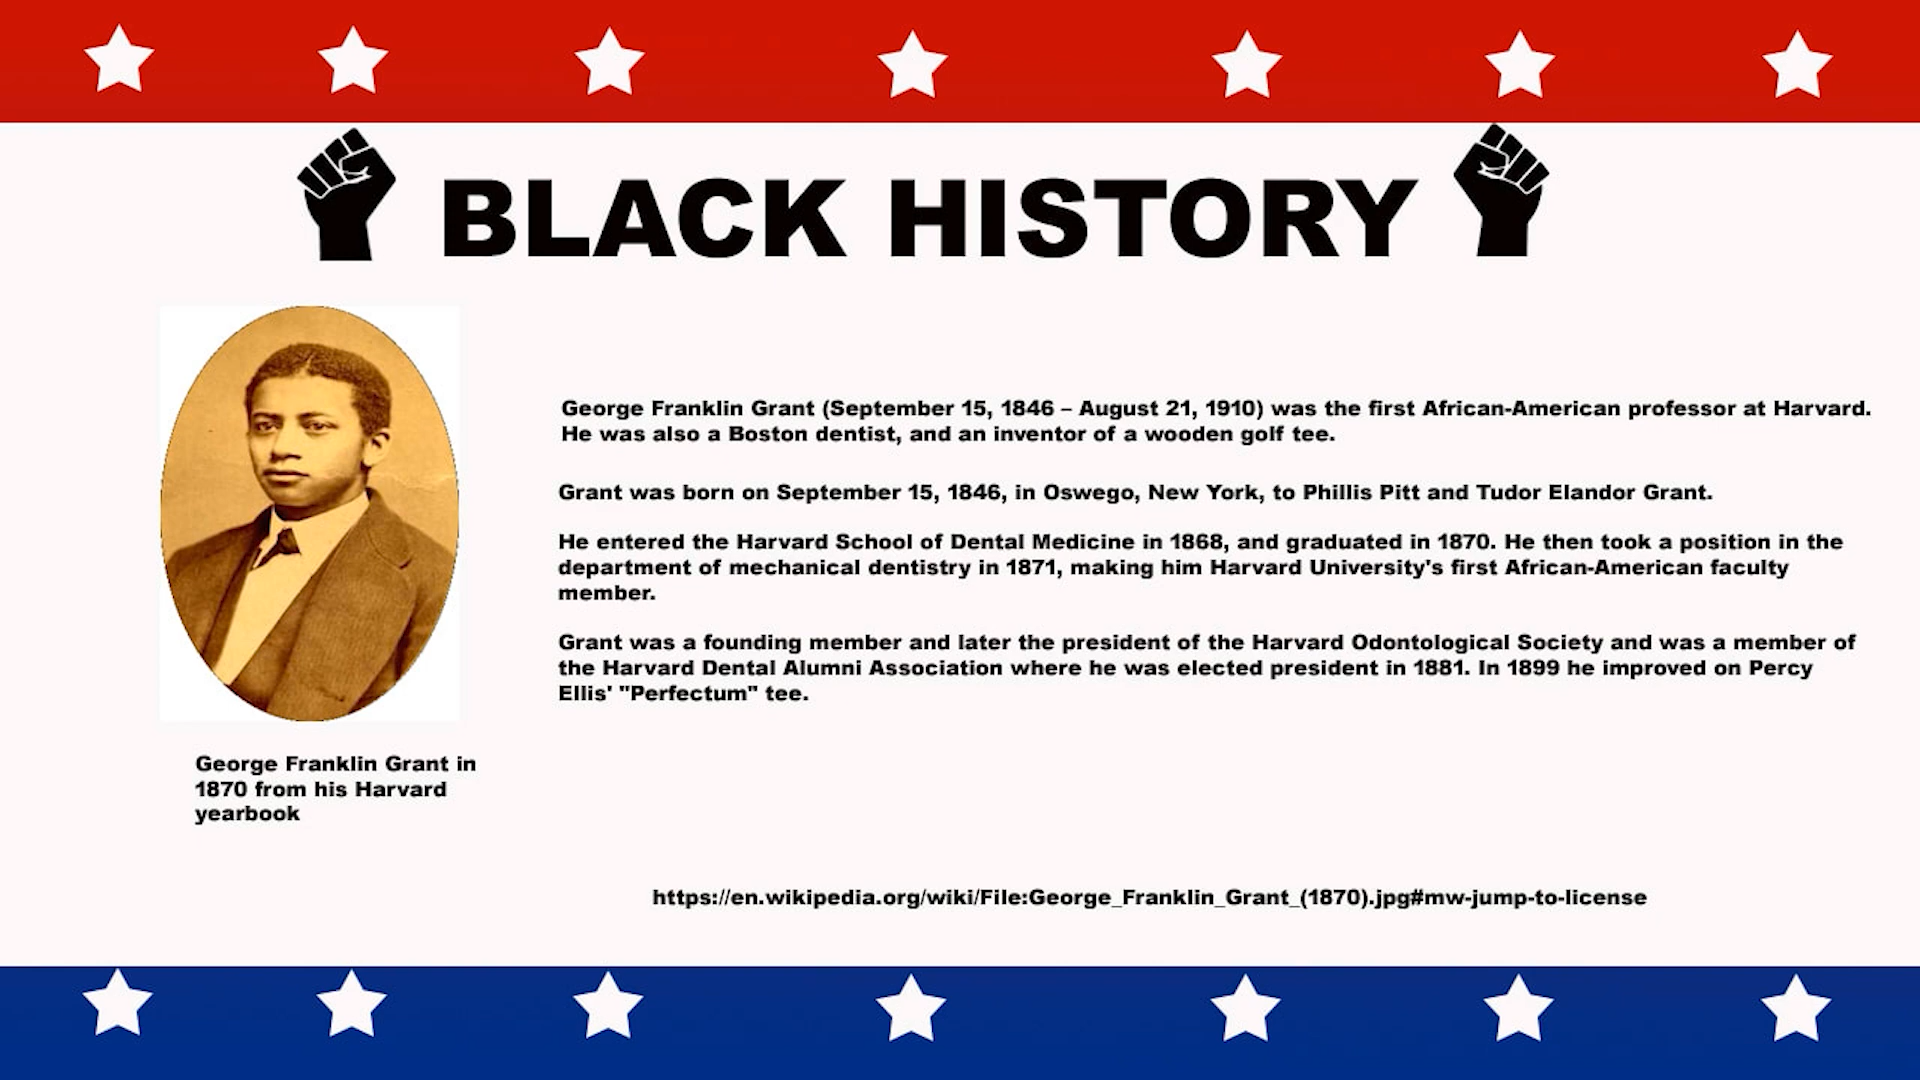 BLACK HISTORY
George Franklin Grant (September 15, 1846 – August 21, 1910) was the first African-American professor at Harvard.
He was also a Boston dentist, and an inventor of a wooden golf tee.
Grant was born on September 15, 1846, in Oswego, New York, to Phillis Pitt and Tudor Elandor Grant.
He entered the Harvard School of Dental Medicine in 1868, and graduated in 1870. He then took a position in the
department of mechanical dentistry in 1871, making him Harvard University's first African-American faculty
member.
Grant was a founding member and later the president of the Harvard Odontological Society and was a member of
the Harvard Dental Alumni Association where he was elected president in 1881. In 1899 he improved on Percy
Ellis' "Perfectum" tee.
George Franklin Grant in
1870 from his Harvard
yearbook
https://en.wikipedia.org/wiki/File:George_Franklin_Grant_(1870).jpg#mw-jump-to-license